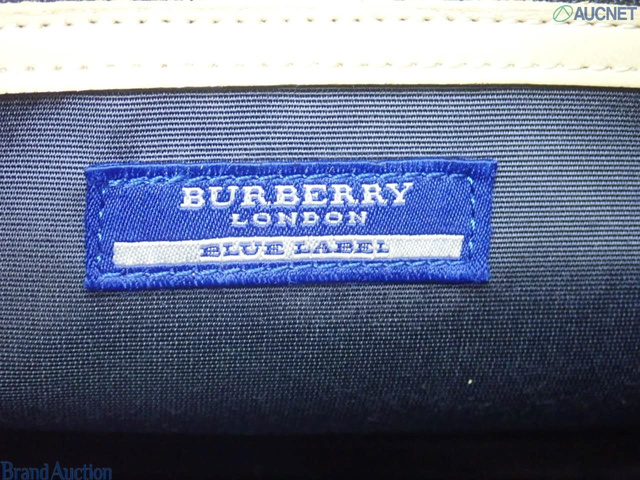 AUCNET
BURBERRY
LONDON
BLUE LABEL
Brand Auction